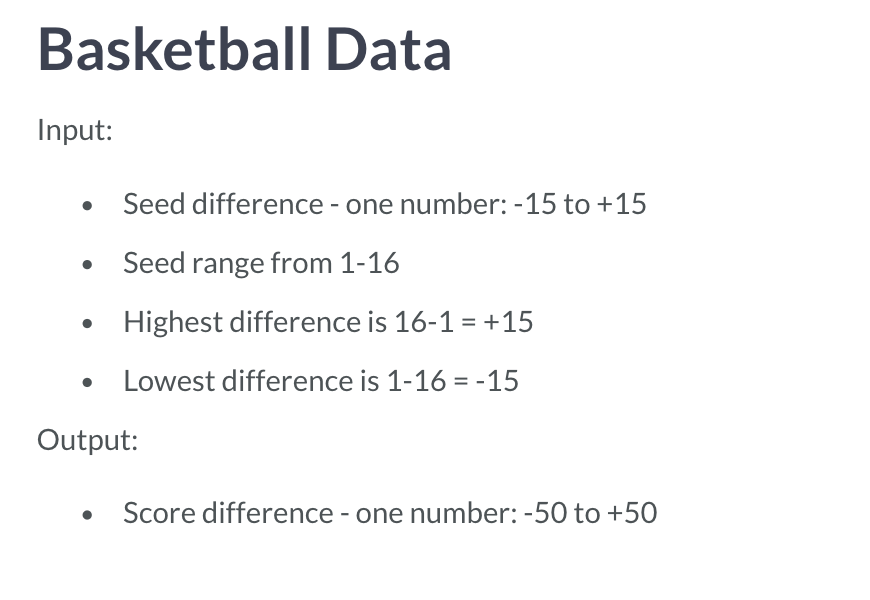 Basketball Data
Input:
• Seed difference - one number: -15 to +15
• Seed range from 1-16
• Highest difference is 16-1 = +15
• Lowest difference is 1-16 = -15
Output:
• Score difference - one number: -50 to +50